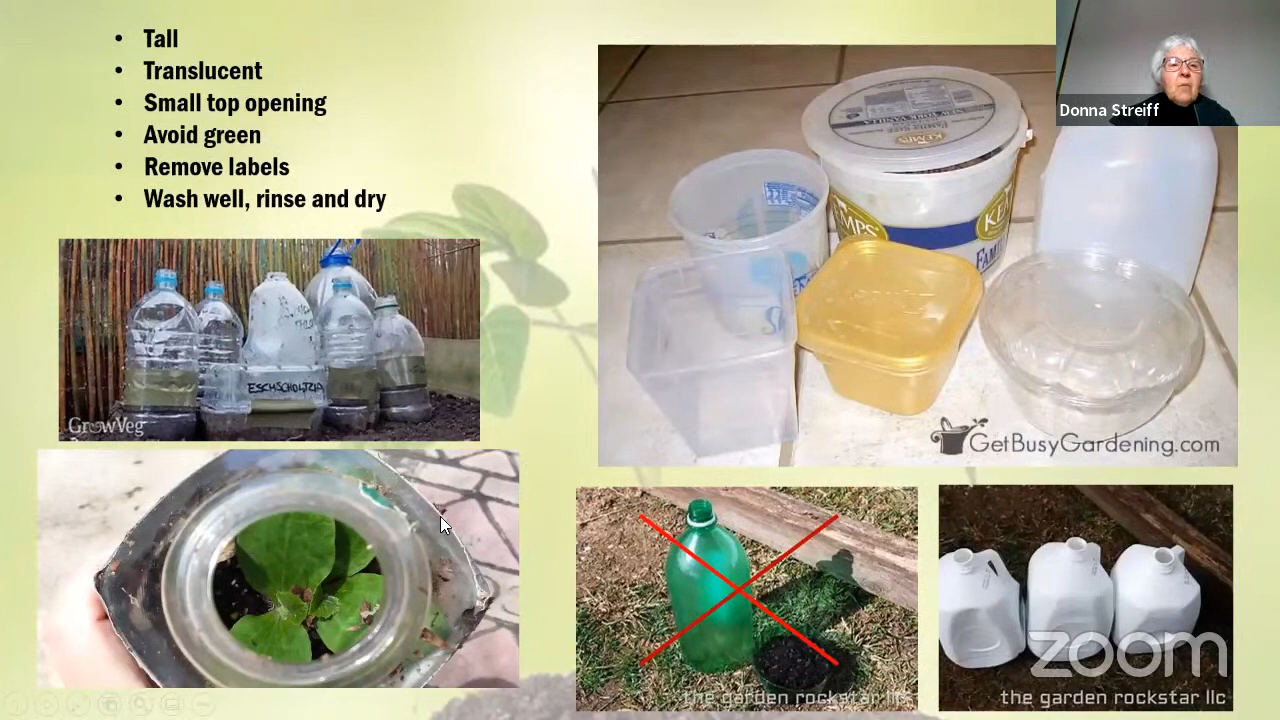 Tall
Translucent
Small top opening
Avoid green
Remove labels
Wash well, rinse and dry
Donna Streiff
KEMPS
FAMI
ESCHSCHOLTZIA
GrowVeg
GetBusyGardening.com
the garden rockstar llc
zoom
the garden rockstar llc